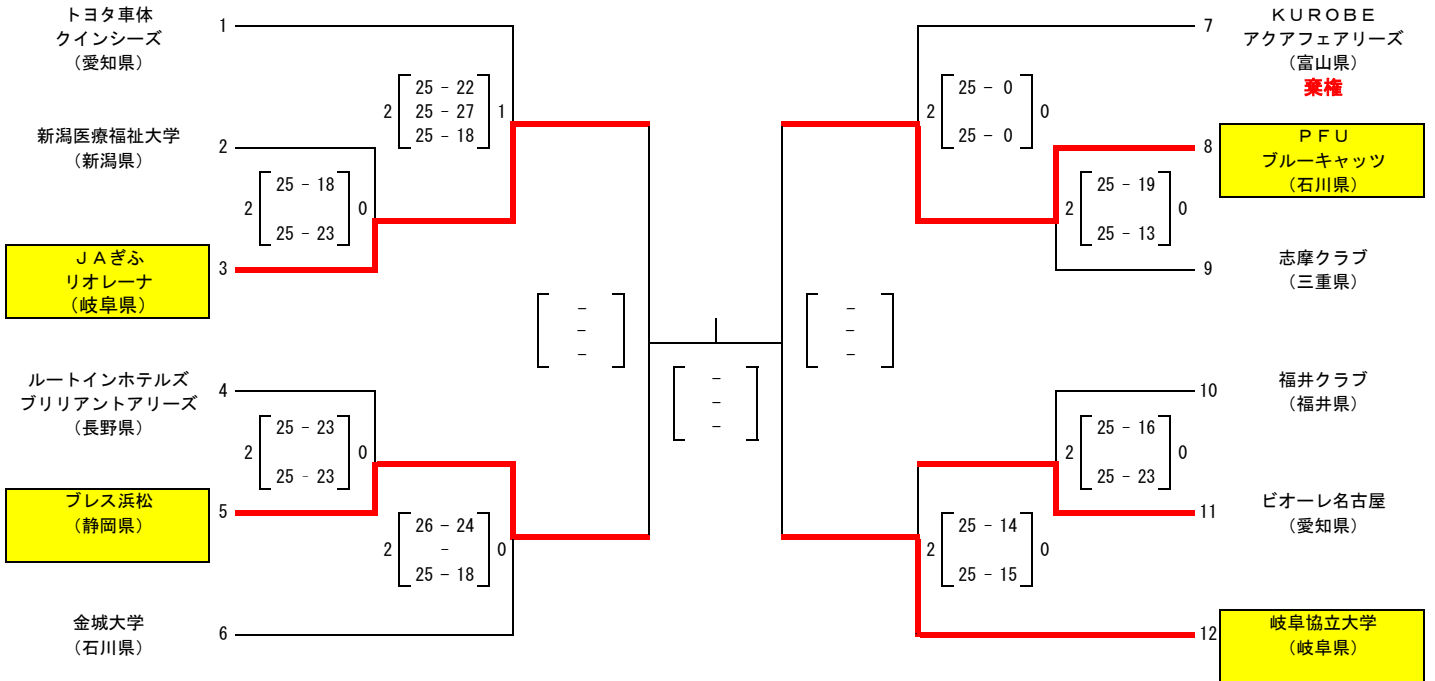 トヨタ車体
クインシーズ
（愛知県）
1
2
25 - 22
25 - 27
25 - 18
1
新潟医療福祉大学
（新潟県）
2
2
25 - 18
25 - 23
0
ＪＡぎふ
リオレーナ
（岐阜県）
3
-
-
-
ルートインホテルズ
ブリリアントアリーズ
（長野県）
4
2
25 - 23
25 - 23
0
ブレス浜松
（静岡県）
5
2
26 - 24
-
25 - 18
0
金城大学
（石川県）
6
-
-
-
ＫＵＲＯＢＥ
アクアフェアリーズ
（富山県）
棄権
7
2
25 - 0
25 - 0
0
ＰＦＵ
ブルーキャッツ
（石川県）
8
2
25 - 19
25 - 13
0
志摩クラブ
（三重県）
9
-
-
-
福井クラブ
（福井県）
10
2
25 - 16
25 - 23
0
ビオーレ名古屋
（愛知県）
11
2
25 - 14
25 - 15
0
岐阜協立大学
（岐阜県）
12